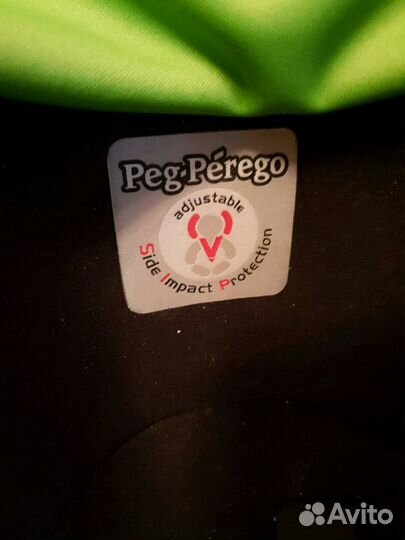 Peg-Pérego
adjustable
Side Impact Protection
Avito